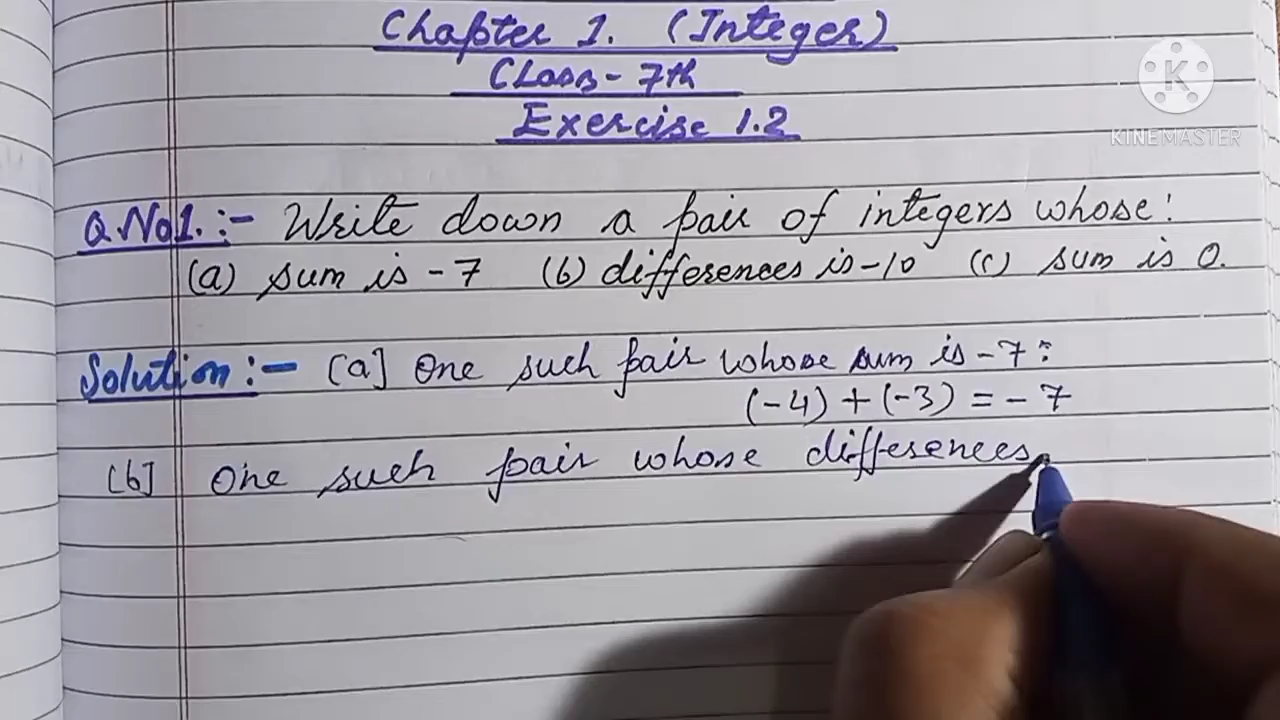 Chapter 1. (Integer)
Class- 7th
Exercise 1.2
K
KINEMASTER
Q.No1.:- Write down a pair of integers whose:
(a) sum is -7 (b) differences is -10 (c) sum is 0.
Solution:- [a] One such pair whose sum is -7:
(-4) + (-3) = - 7
[b] One such pair whose differences